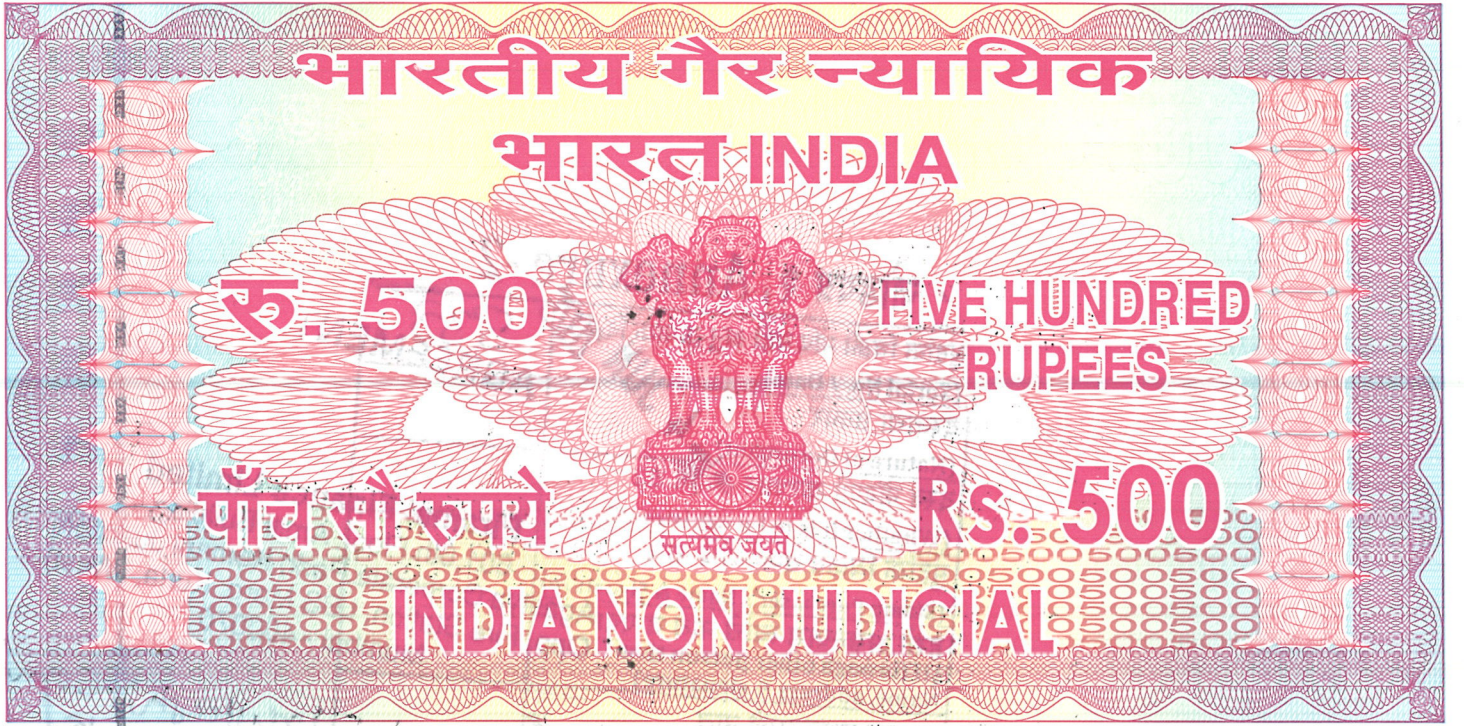 भारतीय गैर न्यायिक
भारत INDIA
रु. 500
FIVE HUNDRED
RUPEES
पाँच सौ रुपये
Rs. 500
सत्यमेव जयते
INDIA NON JUDICIAL